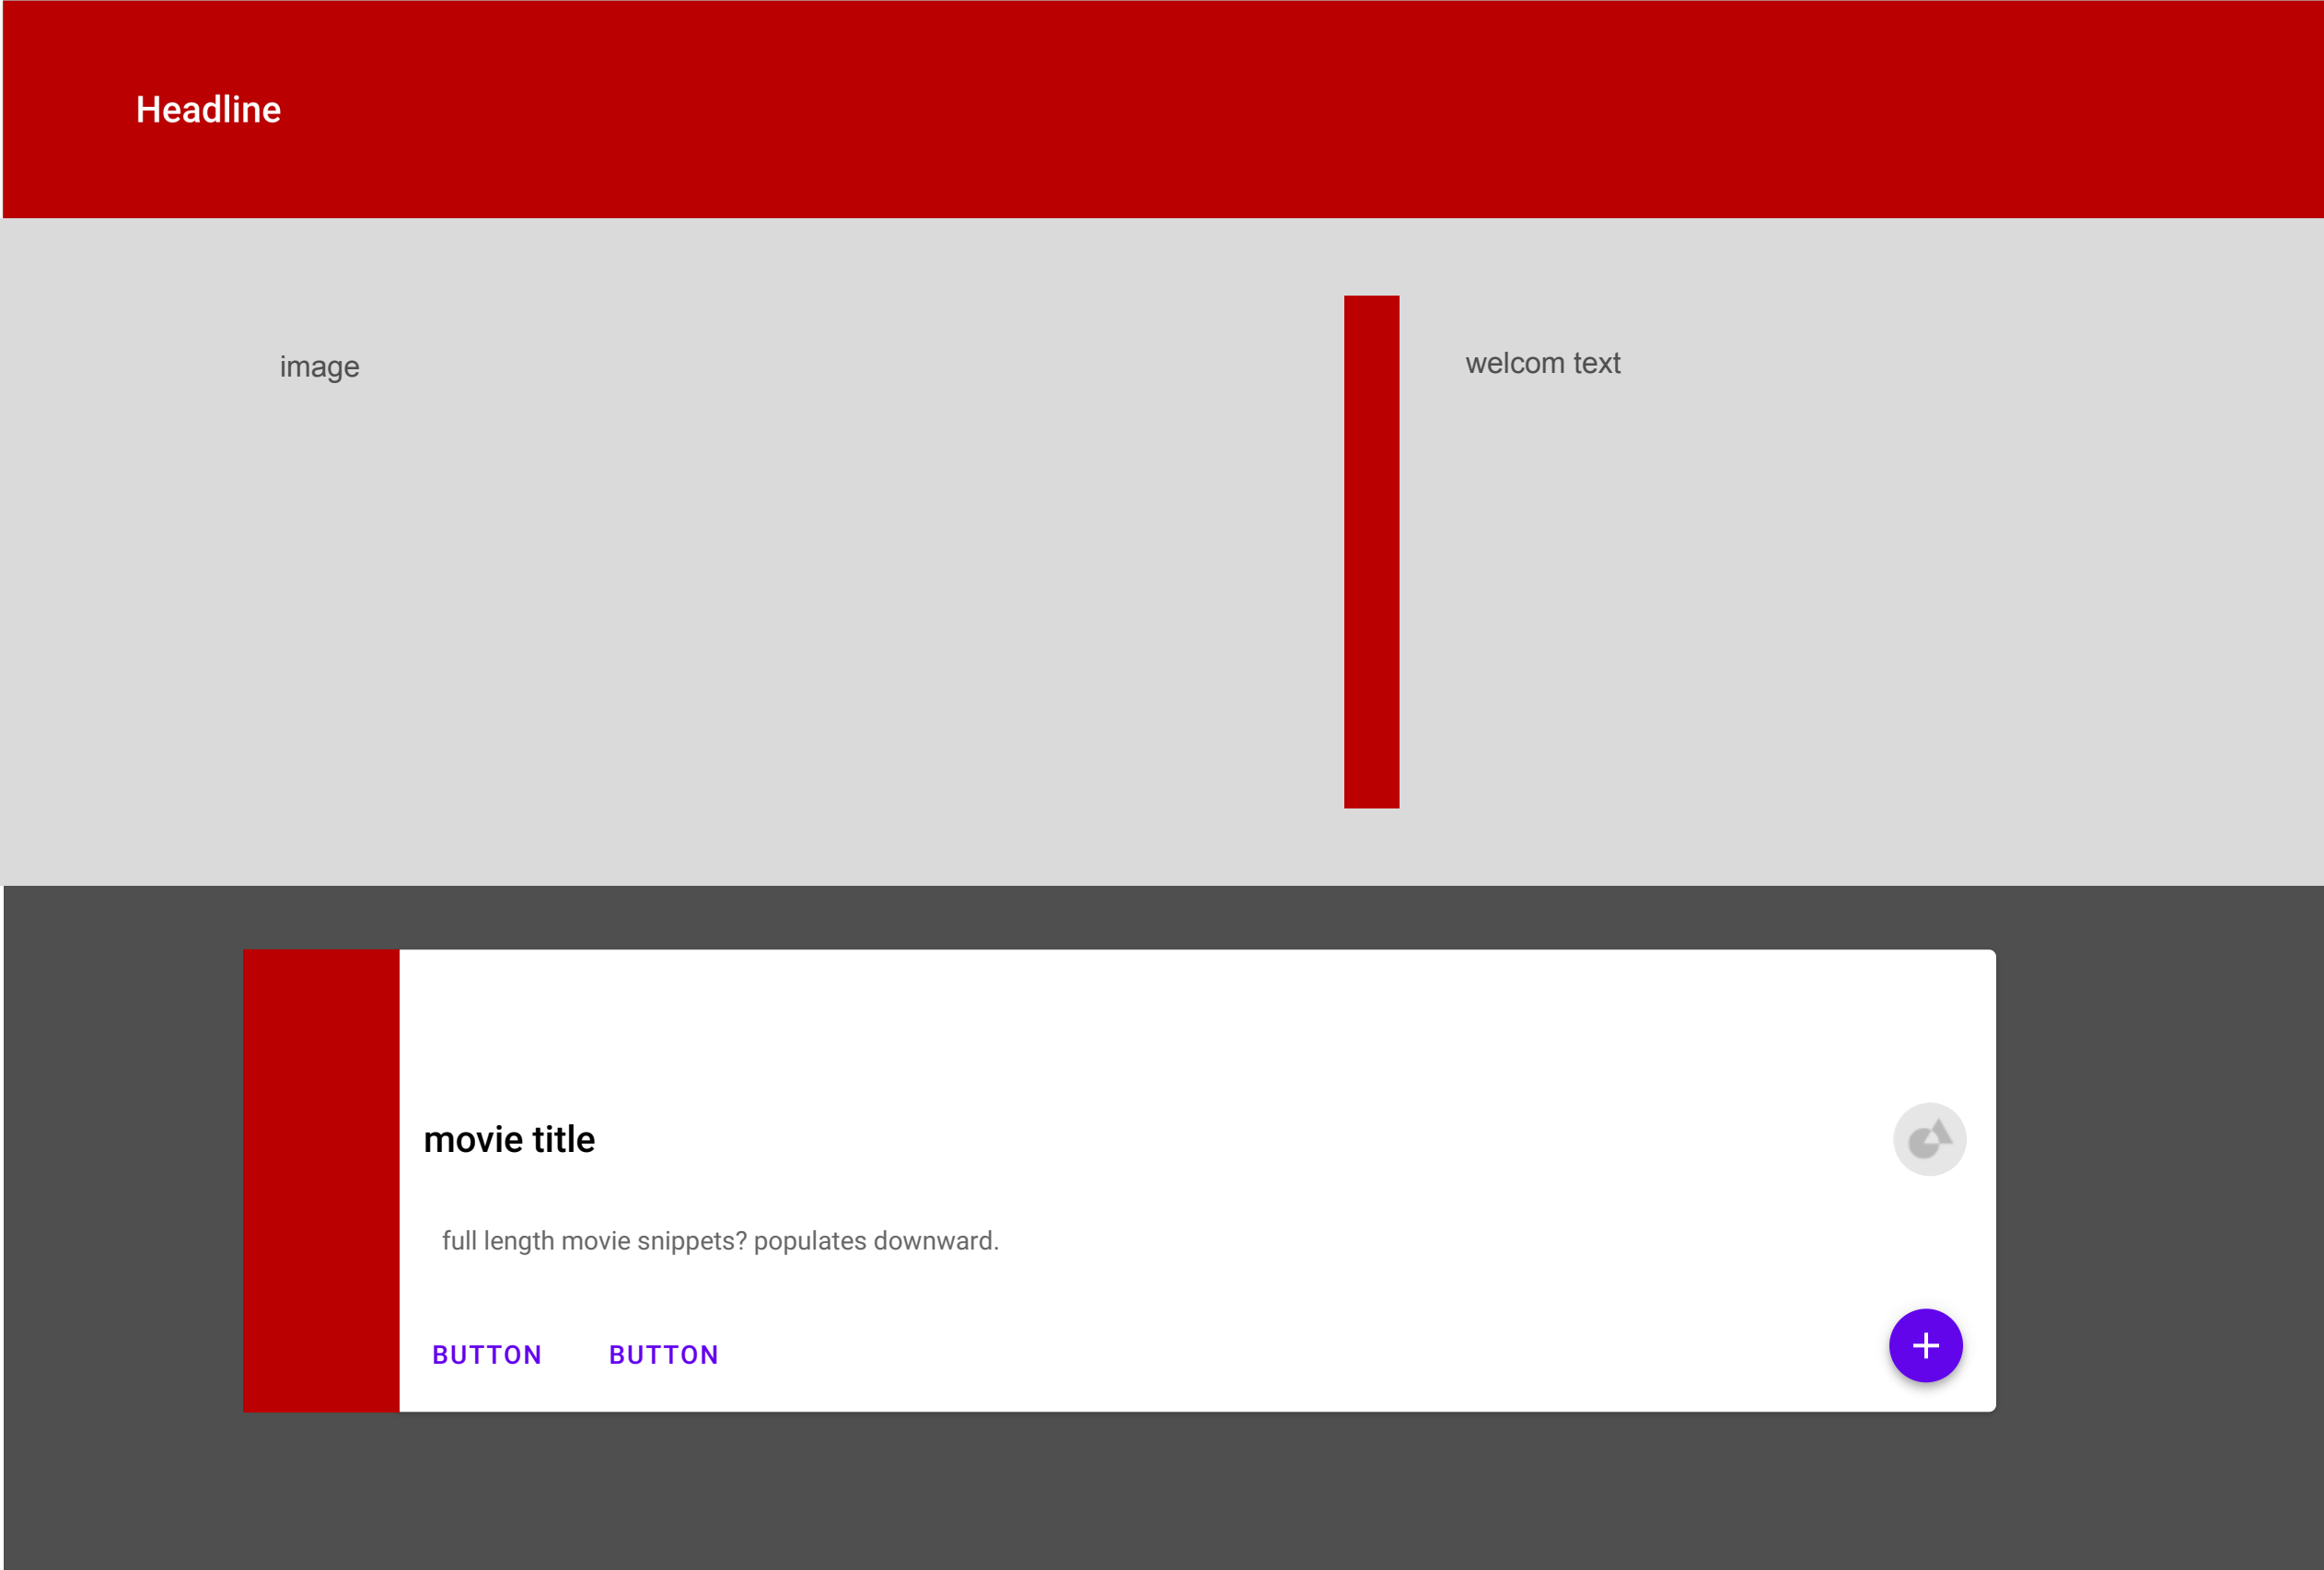 Headline
image
welcom text
movie title
full length movie snippets? populates downward.
BUTTON BUTTON